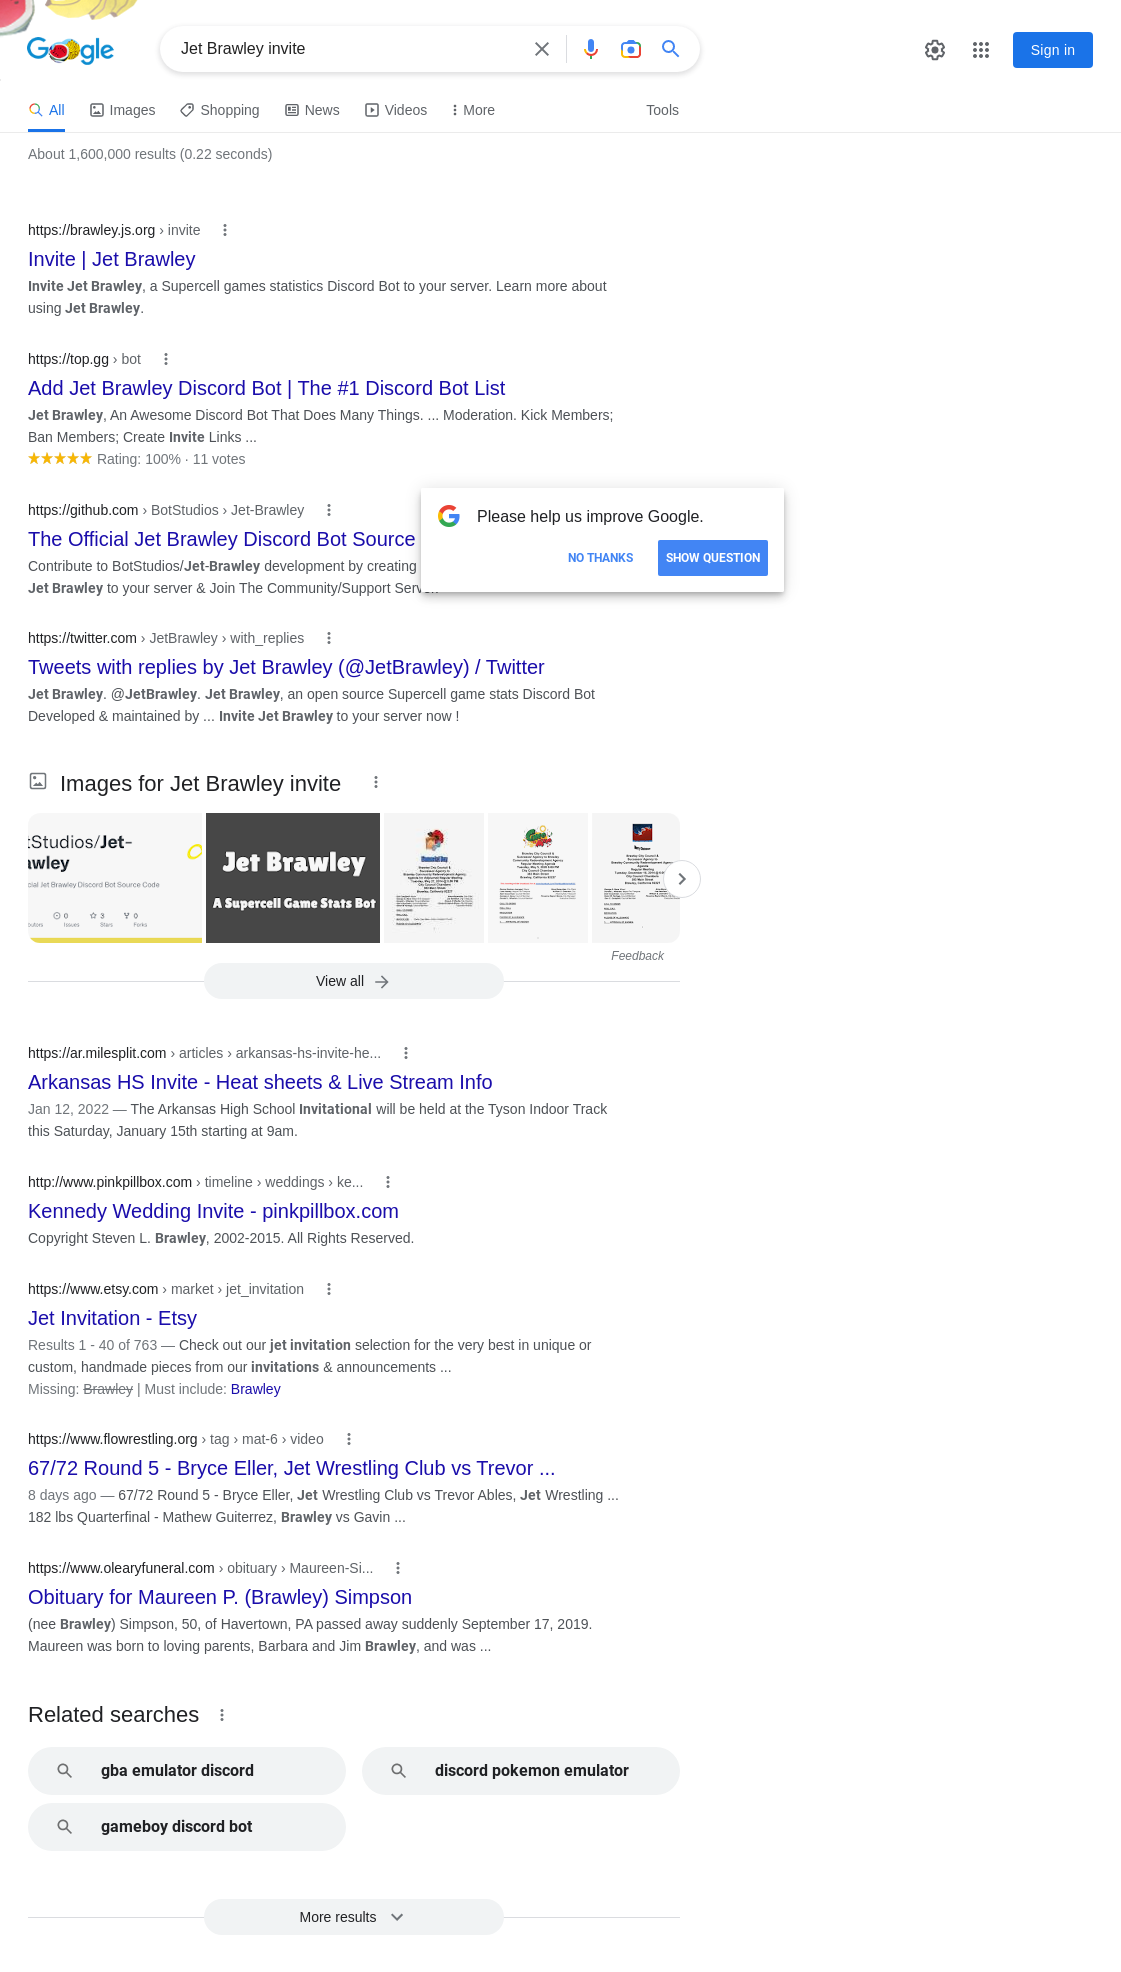 Google
Jet Brawley invite
Sign in
All
Images
Shopping
News
Videos
More
Tools
About 1,600,000 results (0.22 seconds)
https://brawley.js.org › invite
Invite | Jet Brawley
Invite Jet Brawley, a Supercell games statistics Discord Bot to your server. Learn more about
using Jet Brawley.
https://top.gg › bot
Add Jet Brawley Discord Bot | The #1 Discord Bot List
Jet Brawley, An Awesome Discord Bot That Does Many Things. ... Moderation. Kick Members;
Ban Members; Create Invite Links ...
Rating: 100% · 11 votes
https://github.com › BotStudios › Jet-Brawley
The Official Jet Brawley Discord Bot Source
Contribute to BotStudios/Jet-Brawley development by creating
Jet Brawley to your server & Join The Community/Support Server.
Please help us improve Google.
NO THANKS
SHOW QUESTION
https://twitter.com › JetBrawley › with_replies
Tweets with replies by Jet Brawley (@JetBrawley) / Twitter
Jet Brawley. @JetBrawley. Jet Brawley, an open source Supercell game stats Discord Bot
Developed & maintained by ... Invite Jet Brawley to your server now !
Images for Jet Brawley invite
tStudios/Jet-
awley
cial Jet Brawley Discord Bot Source Code
0
3
0
Issues
Stars
Forks
Jet Brawley
A Supercell Game Stats Bot
Memorial Day
Feedback
View all
https://ar.milesplit.com › articles › arkansas-hs-invite-he...
Arkansas HS Invite - Heat sheets & Live Stream Info
Jan 12, 2022 — The Arkansas High School Invitational will be held at the Tyson Indoor Track
this Saturday, January 15th starting at 9am.
http://www.pinkpillbox.com › timeline › weddings › ke...
Kennedy Wedding Invite - pinkpillbox.com
Copyright Steven L. Brawley, 2002-2015. All Rights Reserved.
https://www.etsy.com › market › jet_invitation
Jet Invitation - Etsy
Results 1 - 40 of 763 — Check out our jet invitation selection for the very best in unique or
custom, handmade pieces from our invitations & announcements ...
Missing: Brawley | Must include: Brawley
https://www.flowrestling.org › tag › mat-6 › video
67/72 Round 5 - Bryce Eller, Jet Wrestling Club vs Trevor ...
8 days ago — 67/72 Round 5 - Bryce Eller, Jet Wrestling Club vs Trevor Ables, Jet Wrestling ...
182 lbs Quarterfinal - Mathew Guiterrez, Brawley vs Gavin ...
https://www.olearyfuneral.com › obituary › Maureen-Si...
Obituary for Maureen P. (Brawley) Simpson
(nee Brawley) Simpson, 50, of Havertown, PA passed away suddenly September 17, 2019.
Maureen was born to loving parents, Barbara and Jim Brawley, and was ...
Related searches
gba emulator discord
discord pokemon emulator
gameboy discord bot
More results